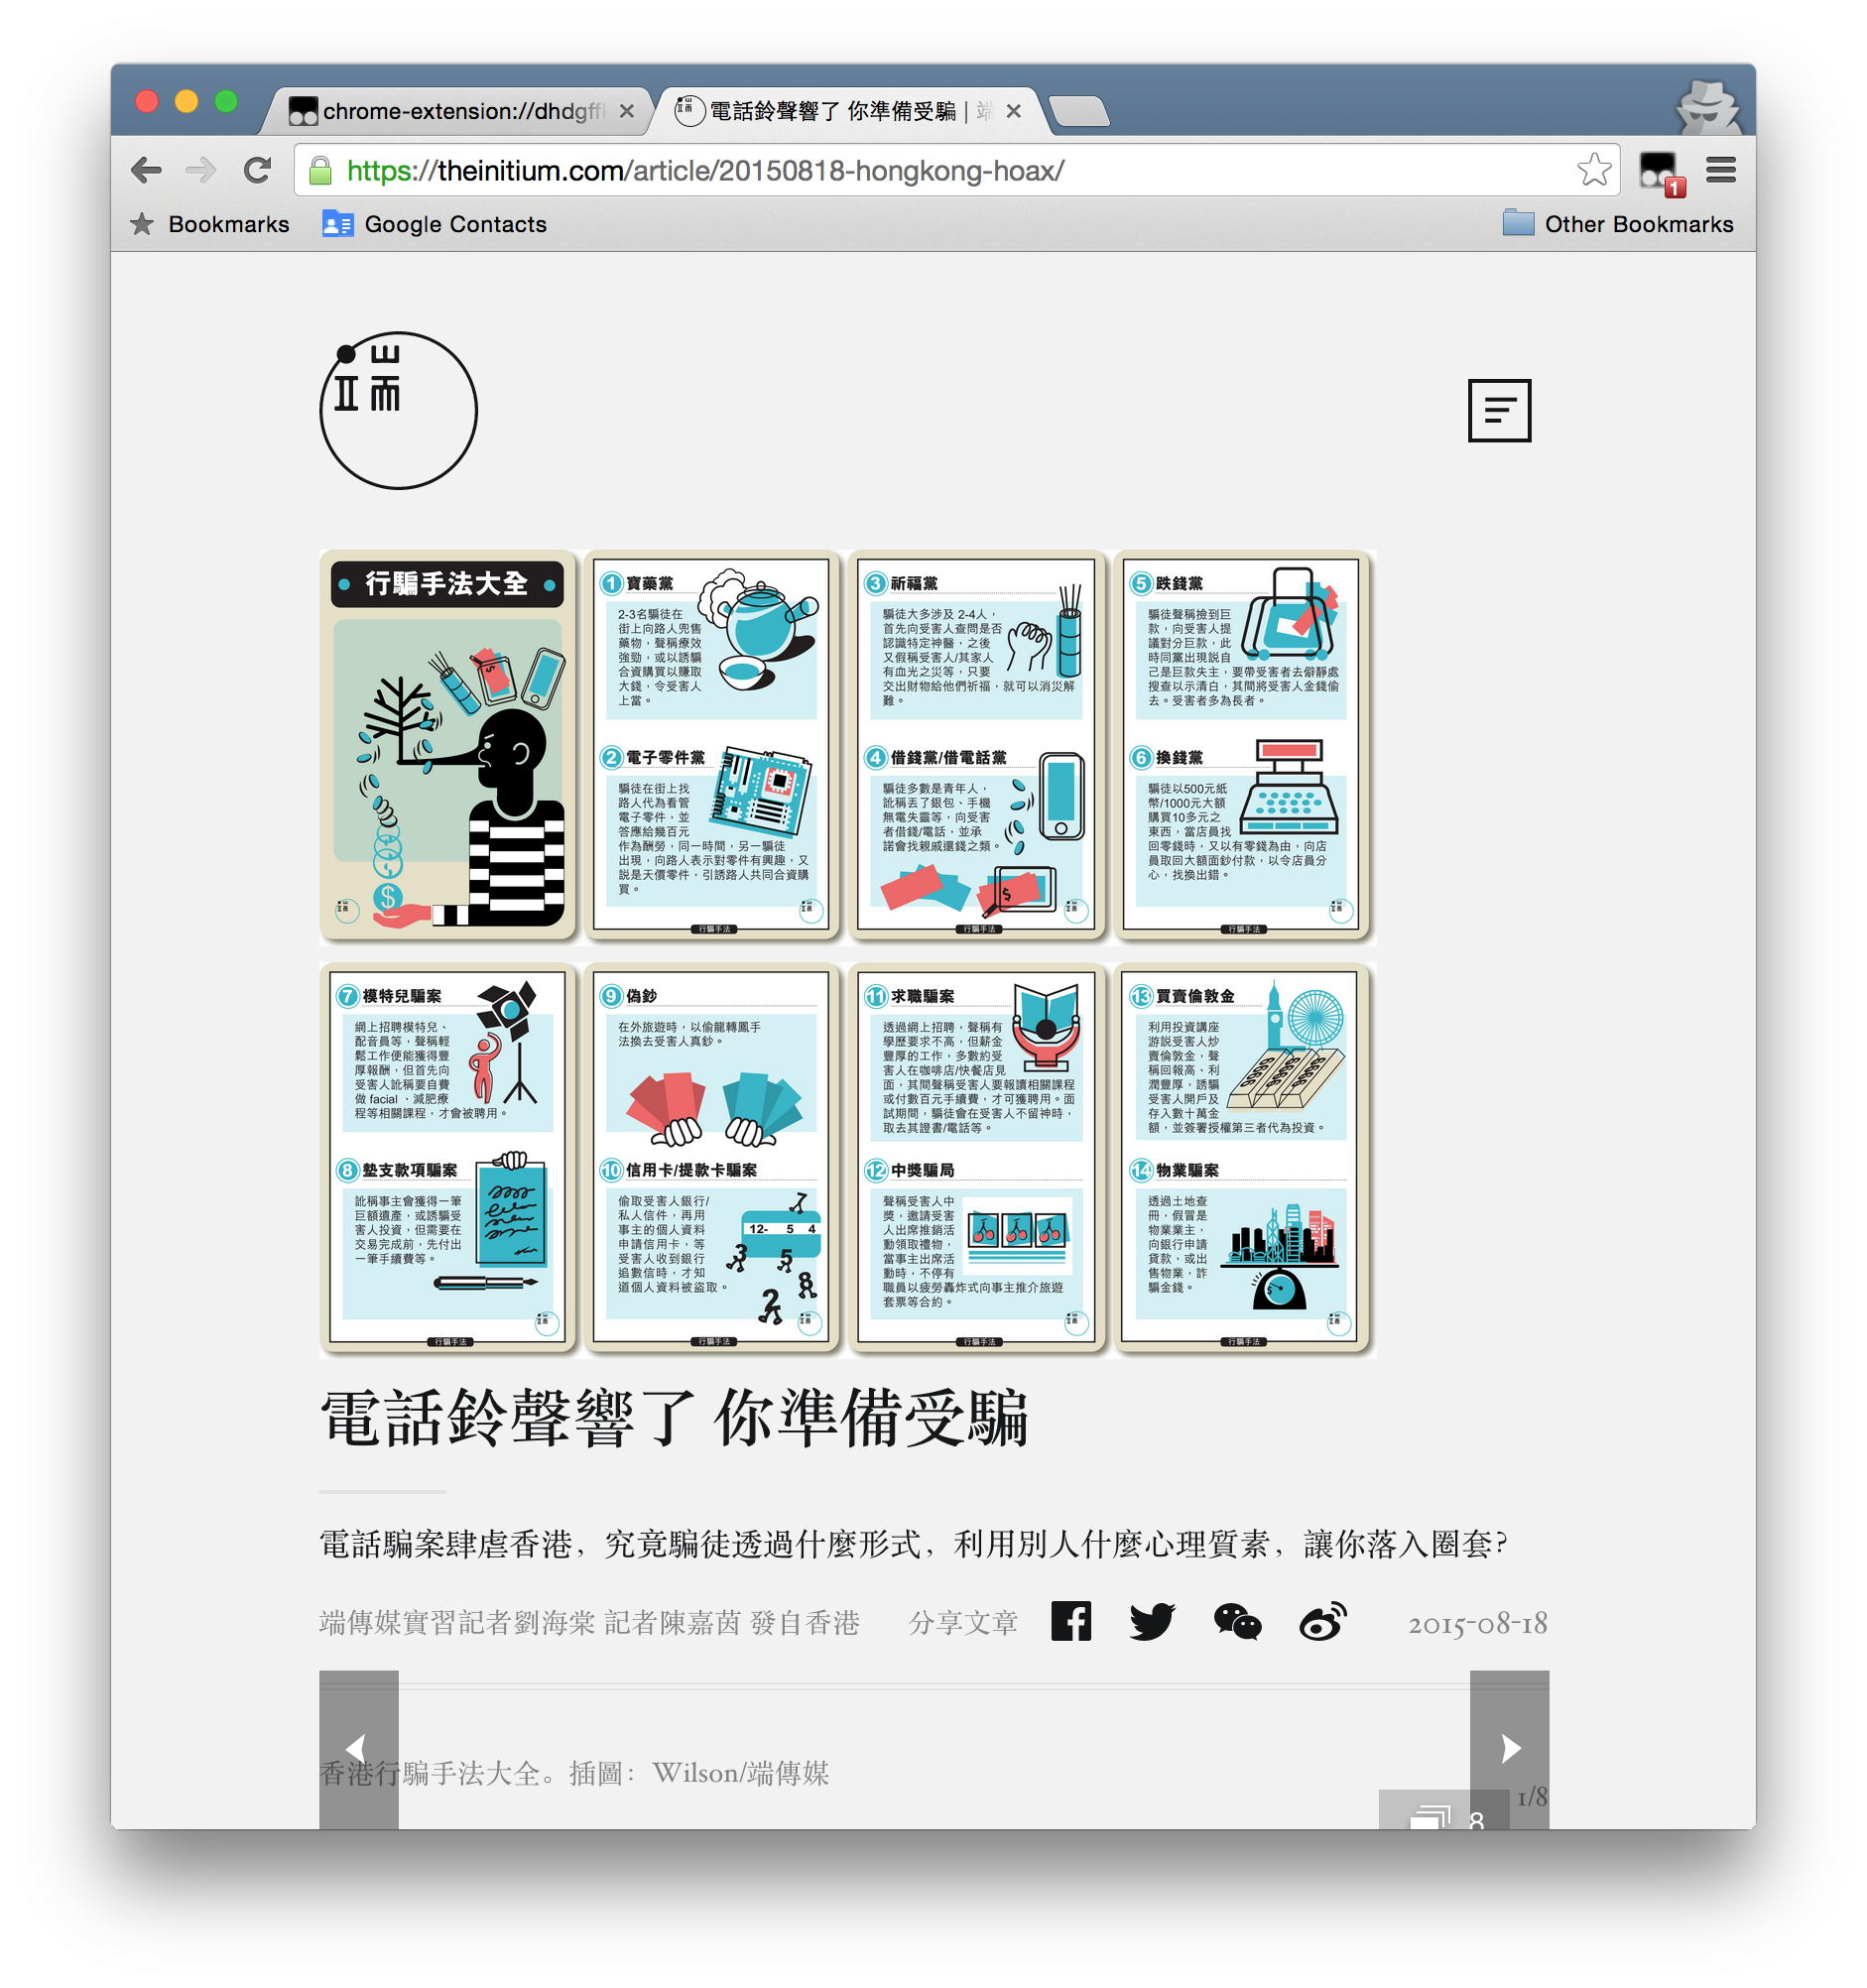 chrome-extension://dhdgff
電話鈴聲響了 你準備受騙 | 端
https://theinitium.com/article/20150818-hongkong-hoax/
1
Bookmarks
Google Contacts
Other Bookmarks
端
行騙手法大全
$
1 寶藥黨
2-3名騙徒在
街上向路人兜售
藥物，聲稱療效
強勁，或以誘騙
合資購買以賺取
大錢，令受害人
上當。
2 電子零件黨
騙徒在街上找
路人代為看管
電子零件，並
答應給幾百元
作為酬勞，同一時間，另一騙徒
出現，向路人表示對零件有興趣，又
説是天價零件，引誘路人共同合資購
買。
行騙手法
3 祈福黨
騙徒大多涉及 2-4人，
首先向受害人查問是否
認識特定神醫，之後
又假稱受害人/其家人
有血光之災等，只要
交出財物給他們祈福，就可以消災解
難。
4 借錢黨/借電話黨
騙徒多數是青年人，
訛稱丟了銀包、手機
無電失靈等，向受害
者借錢/電話，並承
諾會找親戚還錢之類。
行騙手法
5 跌錢黨
騙徒聲稱撿到巨
款，向受害人提
議對分巨款，此
時同黨出現説自
己是巨款失主，要帶受害者去僻靜處
搜查以示清白，其間將受害人金錢偷
去。受害者多為長者。
6 換錢黨
騙徒以500元紙
幣/1000元大額
購買10多元之
東西，當店員找
回零錢時，又以有零錢為由，向店
員取回大額面鈔付款，以令店員分
心，找換出錯。
行騙手法
7 模特兒騙案
網上招聘模特兒、
配音員等，聲稱輕
鬆工作便能獲得豐
厚報酬，但首先向
受害人訛稱要自費
做 facial 、減肥療
程等相關課程，才會被聘用。
8 墊支款項騙案
訛稱事主會獲得一筆
巨額遺產，或誘騙受
害人投資，但需要在
交易完成前，先付出
一筆手續費等。
行騙手法
9 偽鈔
在外旅遊時，以偷龍轉鳳手
法換去受害人真鈔。
10 信用卡/提款卡騙案
偷取受害人銀行/
私人信件，再用
事主的個人資料
申請信用卡，等
受害人收到銀行
追數信時，才知
道個人資料被盜取。
7
12- 5 4
3 5 8
2
行騙手法
11 求職騙案
透過網上招聘，聲稱有
學歷要求不高，但薪金
豐厚的工作，多數約受
害人在咖啡店/快餐店見
面，其間聲稱受害人要報讀相關課程
或付數百元手續費，才可獲聘用。面
試期間，騙徒會在受害人不留神時，
取去其證書/電話等。
12 中獎騙局
聲稱受害人中
獎，邀請受害
人出席推銷活
動領取禮物，
當事主出席活
動時，不停有
職員以疲勞轟炸式向事主推介旅遊
套票等合約。
行騙手法
13 買賣倫敦金
利用投資講座
游説受害人炒
賣倫敦金，聲
稱回報高、利
潤豐厚，誘騙
受害人開戶及
存入數十萬金
額，並簽署授權第三者代為投資。
9999 9999 9999
14 物業騙案
透過土地查
冊，假冒是
物業業主，
向銀行申請
貸款，或出
售物業，詐
騙金錢。
行騙手法
電話鈴聲響了 你準備受騙
電話騙案肆虐香港，究竟騙徒透過什麼形式，利用別人什麼心理質素，讓你落入圈套?
端傳媒實習記者劉海棠 記者陳嘉茵 發自香港 分享文章 2015-08-18
香港行騙手法大全。插圖：Wilson/端傳媒
1/8
8